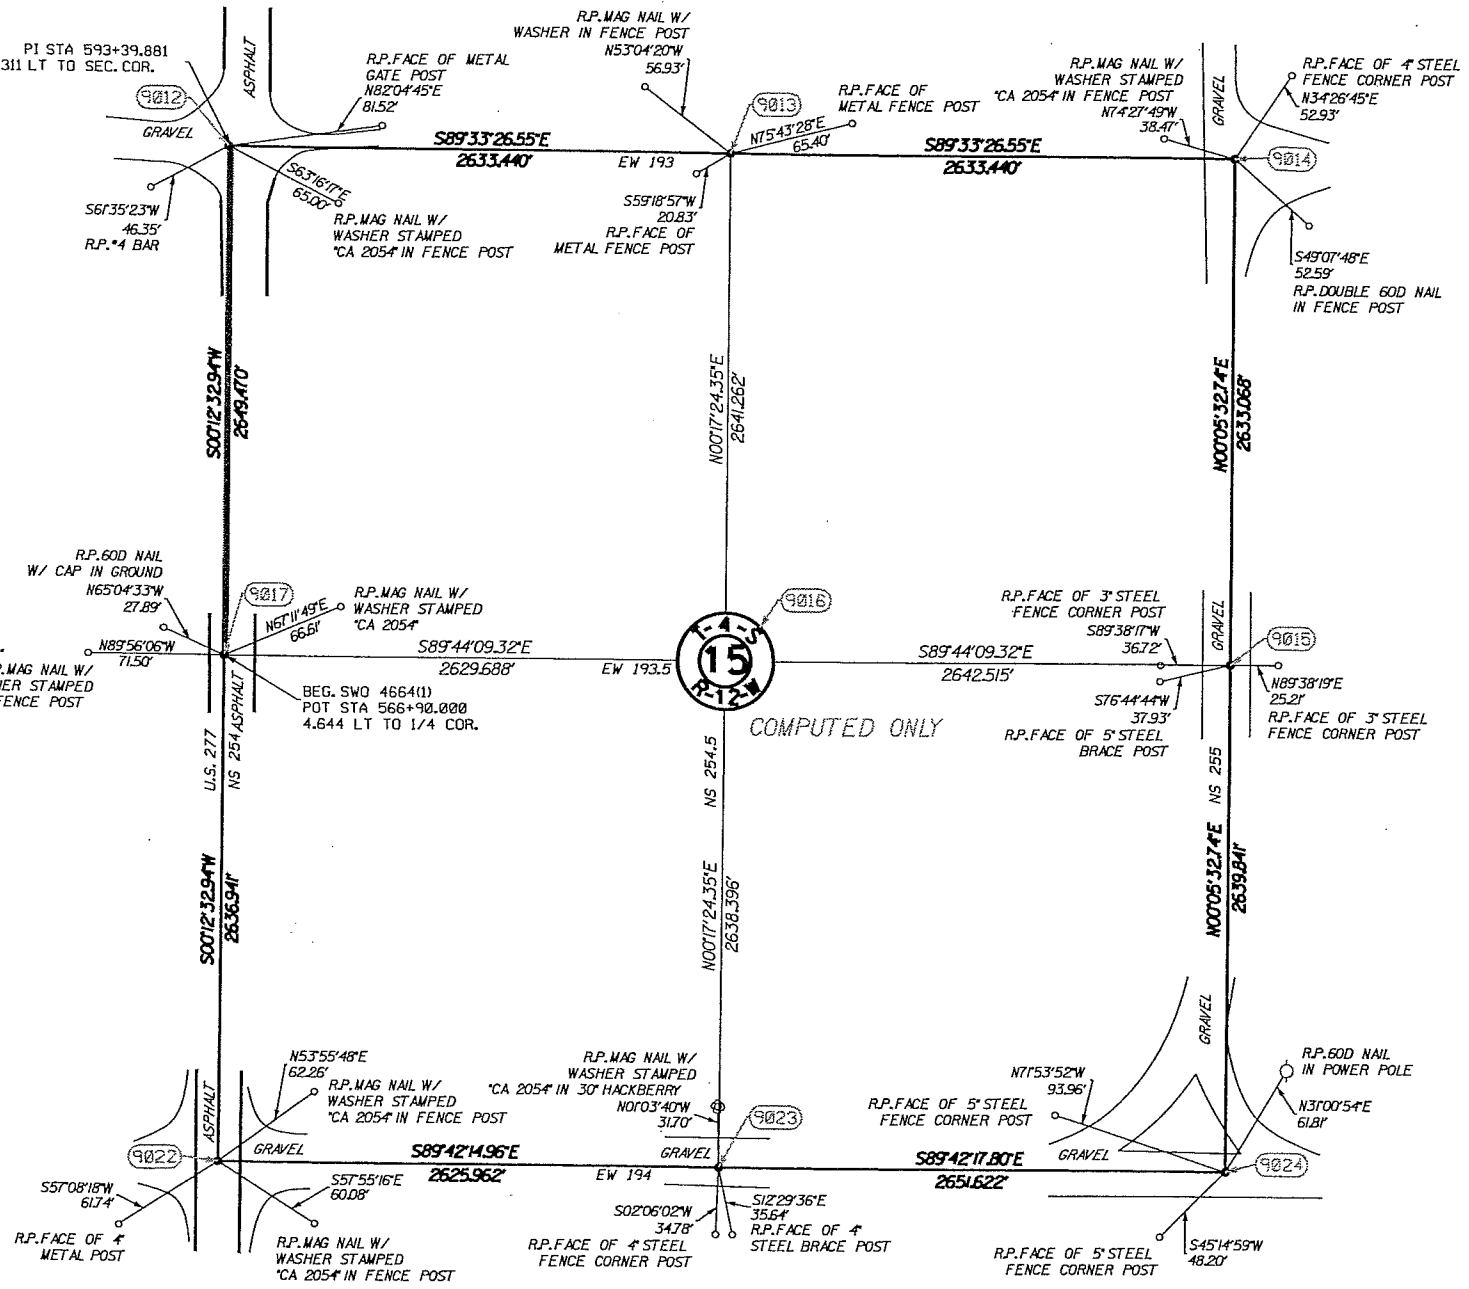 PI STA 593+39.881
311 LT TO SEC. COR.
9012
ASPHALT
GRAVEL
R.P. FACE OF METAL
GATE POST
N82°04'45"E
81.52'
S61°35'23"W
46.35'
R.P. #4 BAR
S63°16'17"E
65.00'
R.P. MAG NAIL W/
WASHER STAMPED
"CA 2054" IN FENCE POST
R.P. MAG NAIL W/
WASHER IN FENCE POST
N53°04'20"W
56.93'
9013
R.P. FACE OF
METAL FENCE POST
N75°43'28"E
65.40'
S89°33'26.55"E
2633.440'
EW 193
S59°18'57"W
20.83'
R.P. FACE OF
METAL FENCE POST
S89°33'26.55"E
2633.440'
R.P. MAG NAIL W/
WASHER STAMPED
"CA 2054" IN FENCE POST
N74°27'49"W
38.47'
GRAVEL
R.P. FACE OF 4" STEEL
FENCE CORNER POST
N34°26'45"E
52.93'
9014
S49°07'48"E
52.59'
R.P. DOUBLE 60D NAIL
IN FENCE POST
S00°12'32.94"W
2649.470'
N00°17'24.35"E
2641.262'
N00°05'32.74"E
2633.068'
R.P. 60D NAIL
W/ CAP IN GROUND
N65°04'33"W
27.89'
9017
N67°11'49"E
66.61'
R.P. MAG NAIL W/
WASHER STAMPED
"CA 2054"
N89°56'06"W
71.50'
P. MAG NAIL W/
ER STAMPED
FENCE POST
S89°44'09.32"E
2629.688'
EW 193.5
BEG. SWO 4664(1)
POT STA 566+90.000
4.644 LT TO 1/4 COR.
U.S. 277
NS 254
ASPHALT
9016
T-4-S
15
R-12-W
COMPUTED ONLY
S89°44'09.32"E
2642.515'
R.P. FACE OF 3" STEEL
FENCE CORNER POST
S89°38'17"W
36.72'
GRAVEL
9015
S76°44'44"W
37.93'
R.P. FACE OF 5" STEEL
BRACE POST
N89°38'19"E
25.21'
R.P. FACE OF 3" STEEL
FENCE CORNER POST
NS 254.5
NS 255
S00°12'32.94"W
2636.941'
N00°17'24.35"E
2638.396'
N00°05'32.74"E
2639.841'
ASPHALT
N53°55'48"E
62.26'
R.P. MAG NAIL W/
WASHER STAMPED
"CA 2054" IN FENCE POST
9022
GRAVEL
S89°42'14.96"E
2625.962'
EW 194
S57°08'18"W
61.74'
R.P. FACE OF 4"
METAL POST
S57°55'16"E
60.08'
R.P. MAG NAIL W/
WASHER STAMPED
"CA 2054" IN FENCE POST
R.P. MAG NAIL W/
WASHER STAMPED
"CA 2054" IN 30" HACKBERRY
N01°03'40"W
31.70'
9023
GRAVEL
S02°06'02"W
34.78'
R.P. FACE OF 4" STEEL
FENCE CORNER POST
S12°29'36"E
35.64'
R.P. FACE OF 4"
STEEL BRACE POST
S89°42'17.80"E
2651.622'
N71°53'52"W
93.96'
R.P. FACE OF 5" STEEL
FENCE CORNER POST
GRAVEL
GRAVEL
R.P. 60D NAIL
IN POWER POLE
N31°00'54"E
61.81'
9024
S45°14'59"W
48.20'
R.P. FACE OF 5" STEEL
FENCE CORNER POST